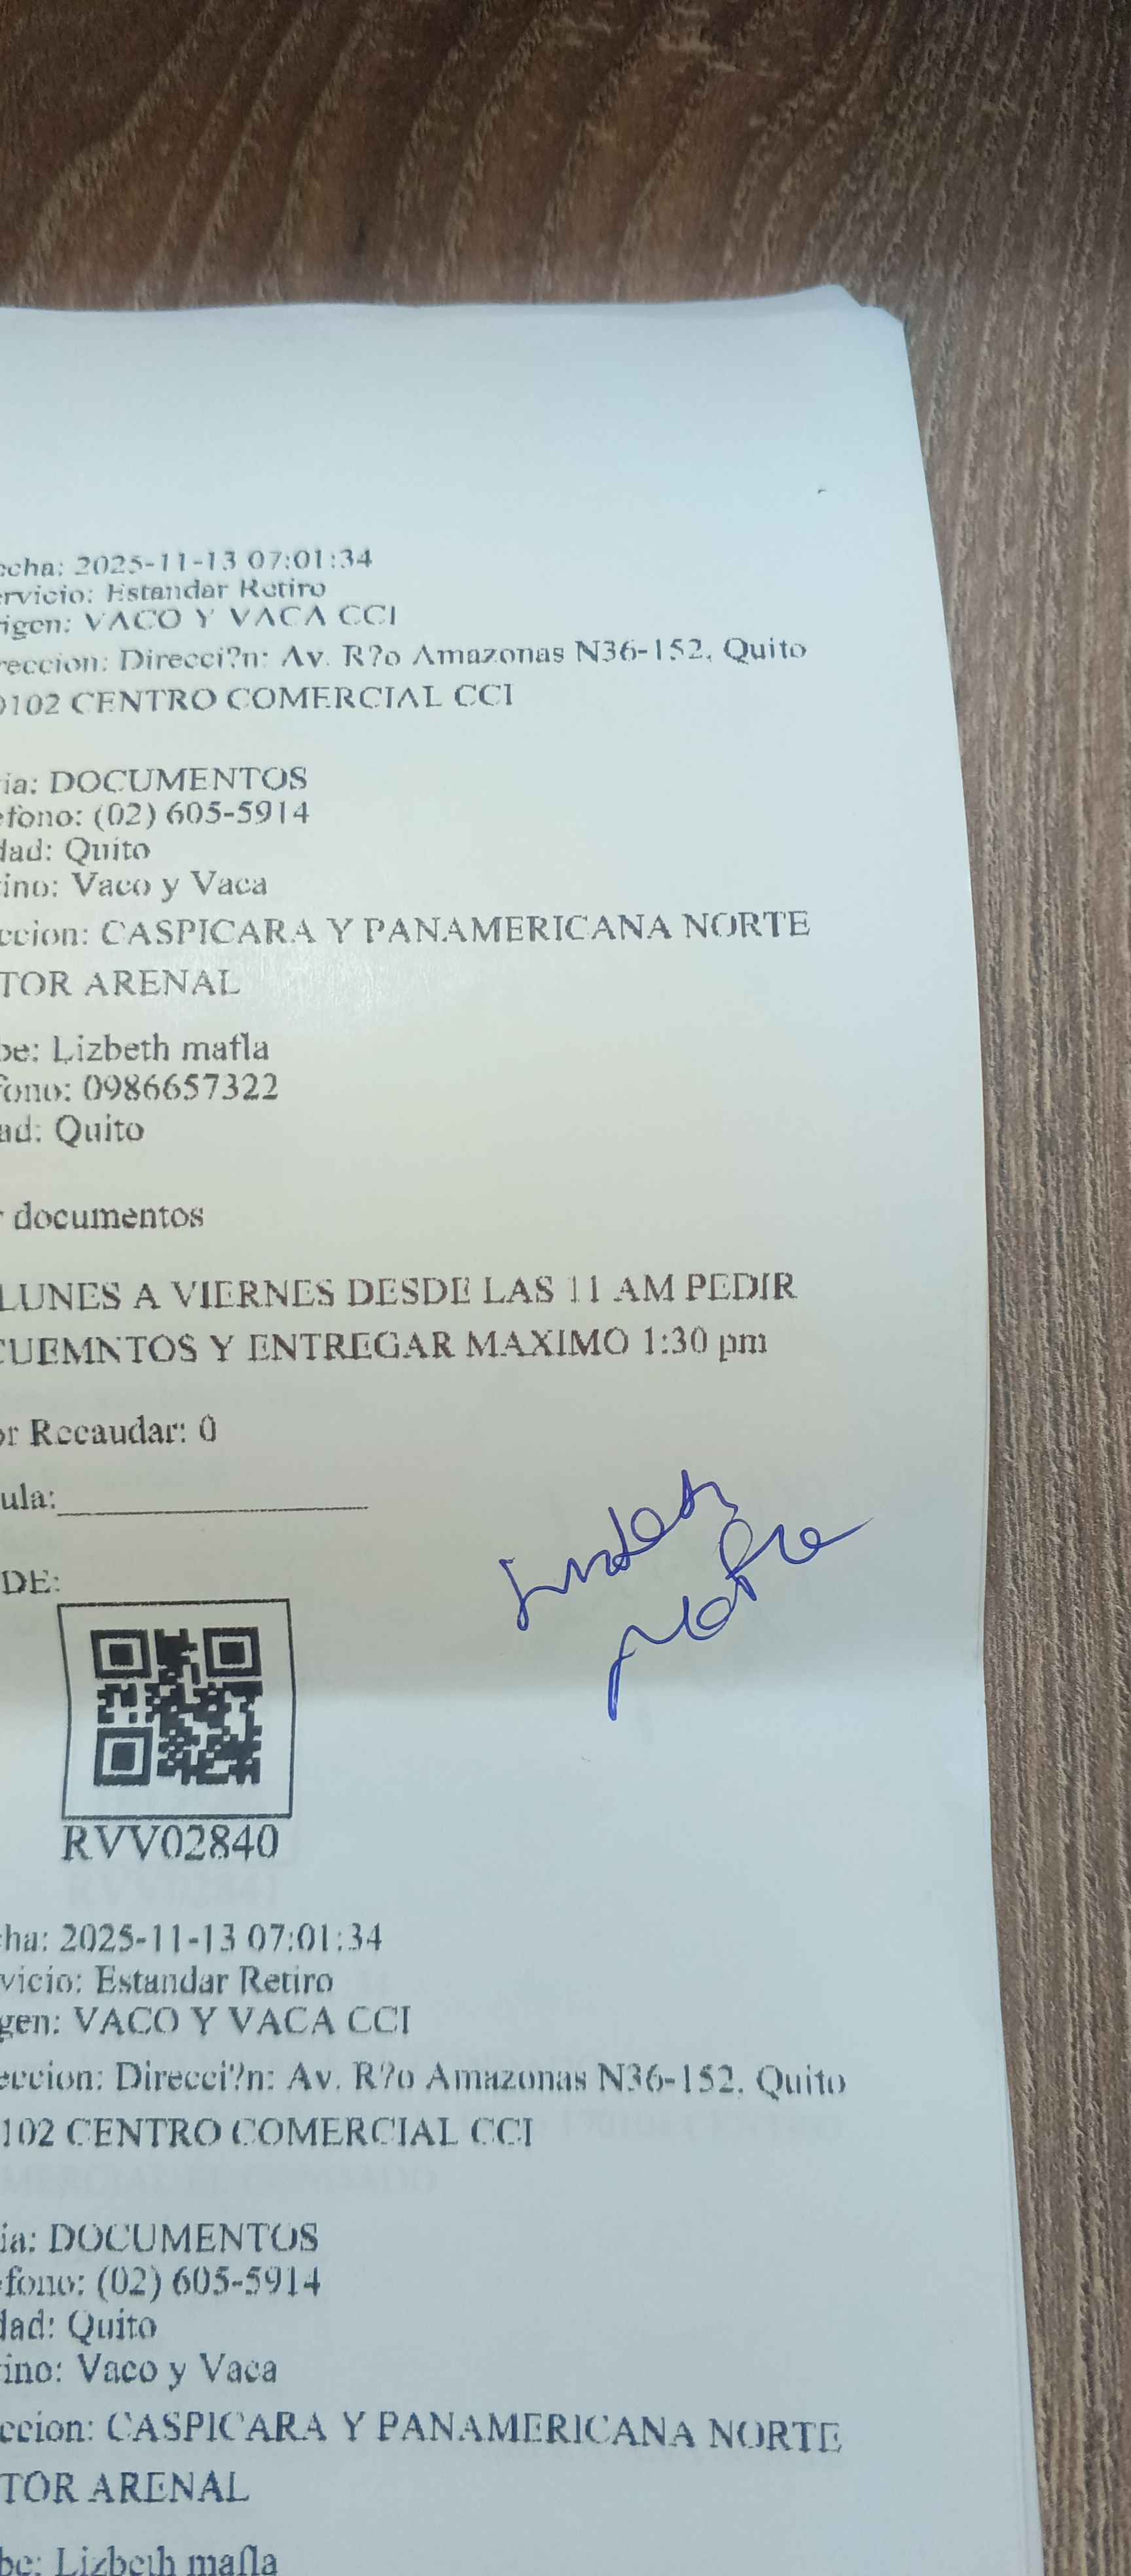 echa: 2025-11-13 07:01:34
ervicio: Estandar Retiro
rigen: VACO Y VACA CCI
reccion: Direcci?n: Av. R?o Amazonas N36-152, Quito
0102 CENTRO COMERCIAL CCI
ria: DOCUMENTOS
efono: (02) 605-5914
dad: Quito
tino: Vaco y Vaca
ccion: CASPICARA Y PANAMERICANA NORTE
TOR ARENAL
be: Lizbeth mafla
fono: 0986657322
ad: Quito
r documentos
LUNES A VIERNES DESDE LAS 11 AM PEDIR
CUEMNTOS Y ENTREGAR MAXIMO 1:30 pm
or Recaudar: 0
ula:
DE:
RVV02840
cha: 2025-11-13 07:01:34
vicio: Estandar Retiro
gen: VACO Y VACA CCI
eccion: Direcci?n: Av. R?o Amazonas N36-152, Quito
102 CENTRO COMERCIAL CCI
ia: DOCUMENTOS
efono: (02) 605-5914
dad: Quito
tino: Vaco y Vaca
ccion: CASPICARA Y PANAMERICANA NORTE
TOR ARENAL
be: Lizbeth mafla